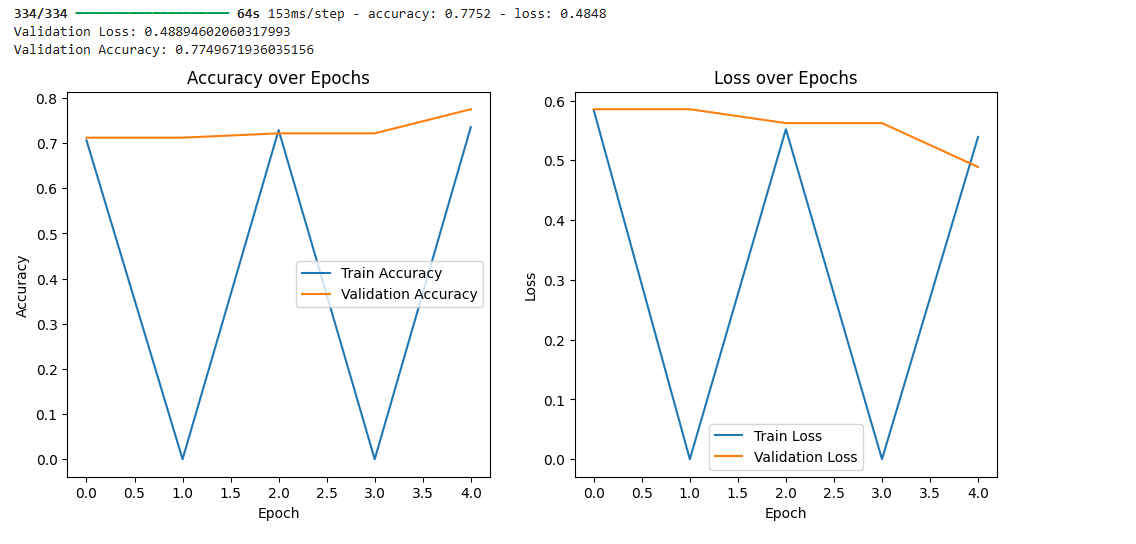 334/334 ━━━━━━━━━━━━━━━━━━━━ 64s 153ms/step - accuracy: 0.7752 - loss: 0.4848
Validation Loss: 0.48894602060317993
Validation Accuracy: 0.7749671936035156
Accuracy over Epochs
0.8
0.7
0.6
0.5
0.4
0.3
0.2
0.1
0.0
Accuracy
Train Accuracy
Validation Accuracy
0.0 0.5 1.0 1.5 2.0 2.5 3.0 3.5 4.0
Epoch
Loss over Epochs
0.6
0.5
0.4
0.3
0.2
0.1
0.0
Loss
Train Loss
Validation Loss
0.0 0.5 1.0 1.5 2.0 2.5 3.0 3.5 4.0
Epoch